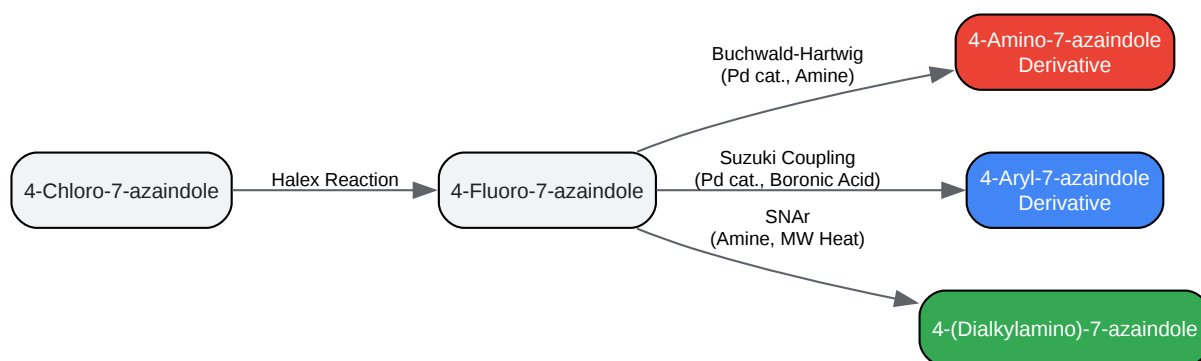 4-Chloro-7-azaindole
Halex Reaction
4-Fluoro-7-azaindole
Buchwald-Hartwig
(Pd cat., Amine)
4-Amino-7-azaindole
Derivative
Suzuki Coupling
(Pd cat., Boronic Acid)
4-Aryl-7-azaindole
Derivative
SNAr
(Amine, MW Heat)
4-(Dialkylamino)-7-azaindole